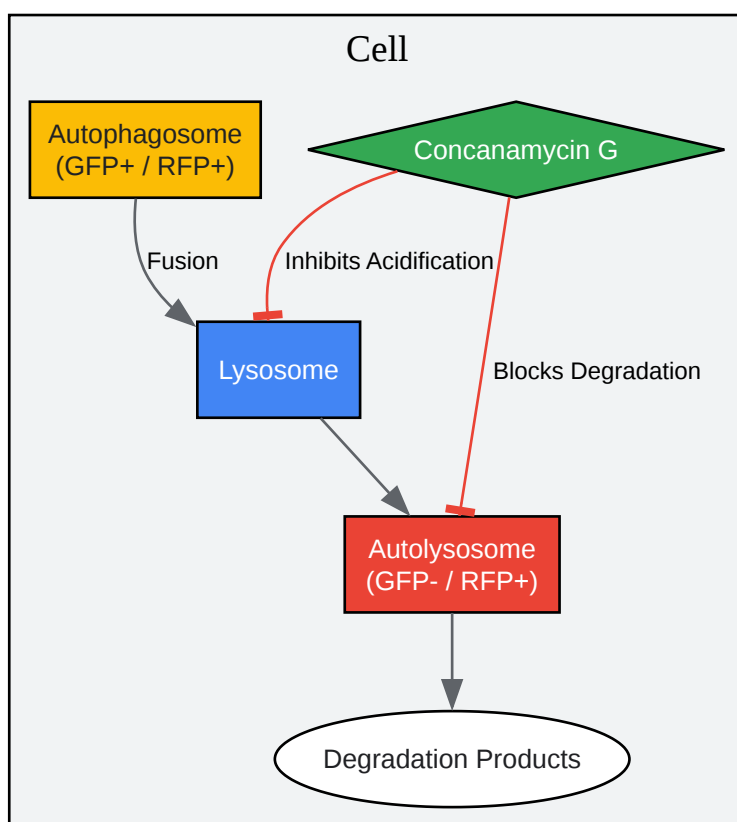 Cell
Autophagosome
(GFP+ / RFP+)
Concanamycin G
Fusion
Inhibits Acidification
Lysosome
Blocks Degradation
Autolysosome
(GFP- / RFP+)
Degradation Products